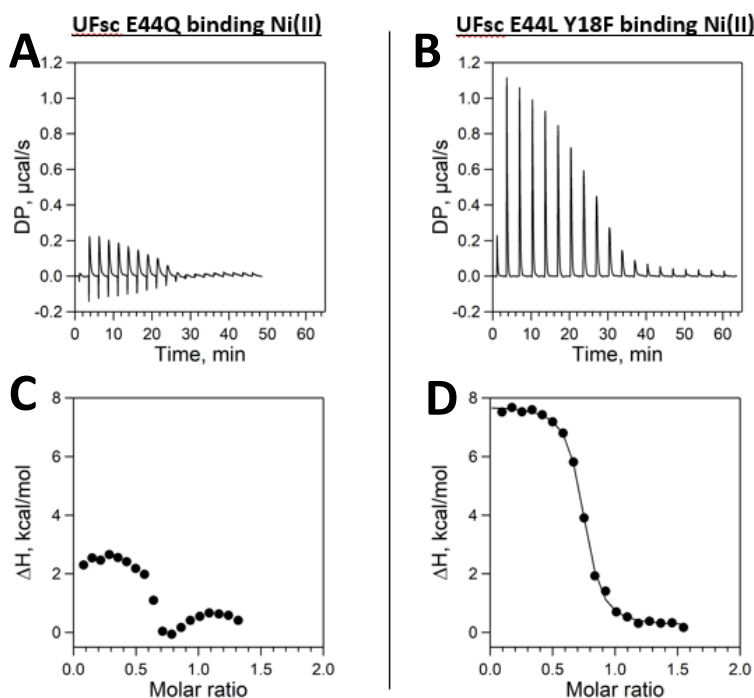 UFsc E44Q binding Ni(II)
UFsc E44L Y18F binding Ni(II)
A
B
DP, µcal/s
1.2
1.0
0.8
0.6
0.4
0.2
0.0
-0.2
0 10 20 30 40 50 60
Time, min
DP, µcal/s
1.2
1.0
0.8
0.6
0.4
0.2
0.0
-0.2
0 10 20 30 40 50 60
Time, min
C
D
ΔH, kcal/mol
8
6
4
2
0
0.0 0.5 1.0 1.5 2.0
Molar ratio
ΔH, kcal/mol
8
6
4
2
0
0.0 0.5 1.0 1.5 2.0
Molar ratio